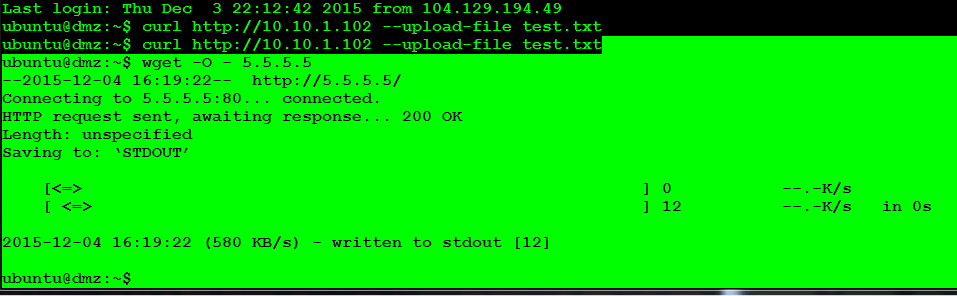 Last login: Thu Dec  3 22:12:42 2015 from 104.129.194.49
ubuntu@dmz:~$ curl http://10.10.1.102 --upload-file test.txt
ubuntu@dmz:~$ curl http://10.10.1.102 --upload-file test.txt
ubuntu@dmz:~$ wget -O - 5.5.5.5
--2015-12-04 16:19:22--  http://5.5.5.5/
Connecting to 5.5.5.5:80... connected.
HTTP request sent, awaiting response... 200 OK
Length: unspecified
Saving to: ‘STDOUT’
[<=> ] 0 --.-K/s
[ <=> ] 12 --.-K/s in 0s
2015-12-04 16:19:22 (580 KB/s) - written to stdout [12]
ubuntu@dmz:~$